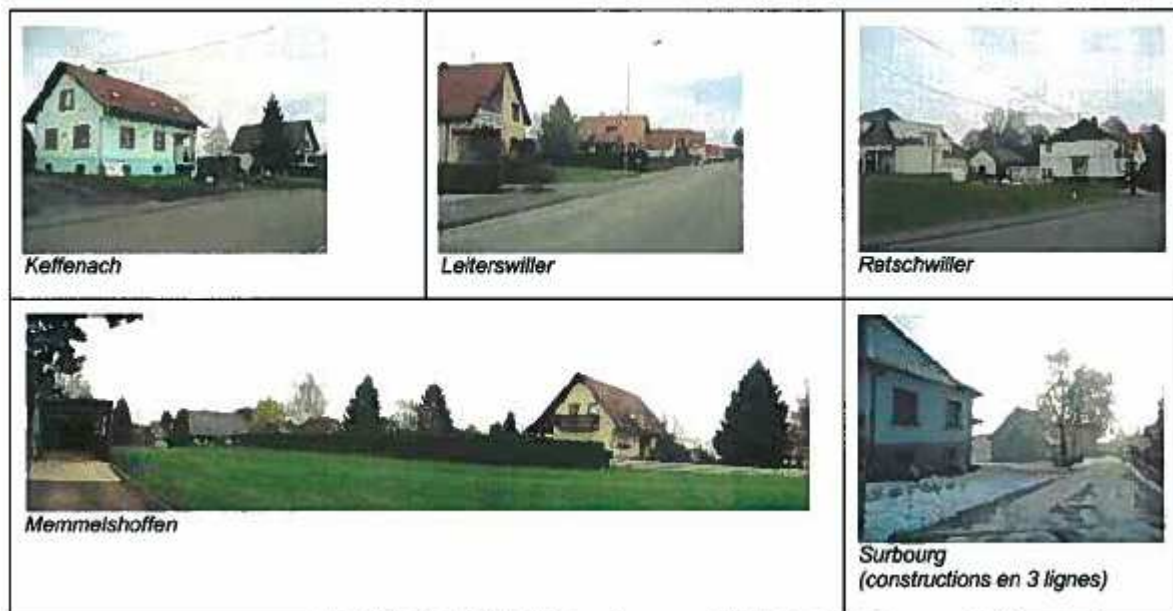 Keffenach
Leiterswiller
Retschwiller
Memmelshoffen
Surbourg
(constructions en 3 lignes)